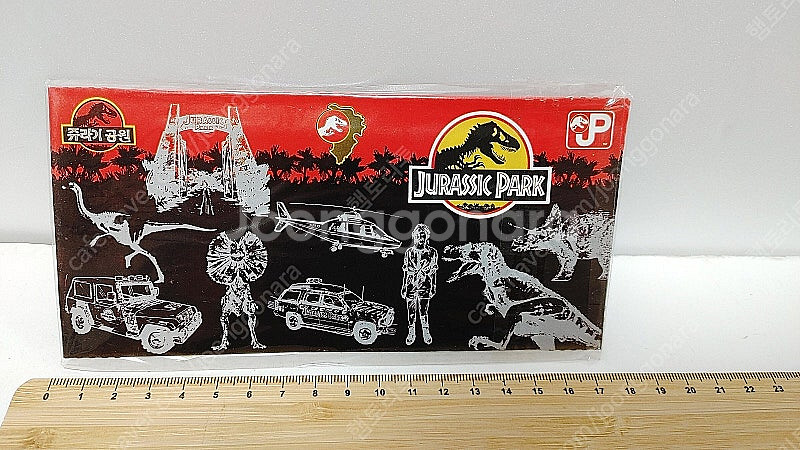 쥬라기 공원
JURASSIC
PARK
JURASSIC PARK
JP
Joonggonara
0 1 2 3 4 5 6 7 8 9 10 11 12 13 14 15 16 17 18 19 20 21 22 23